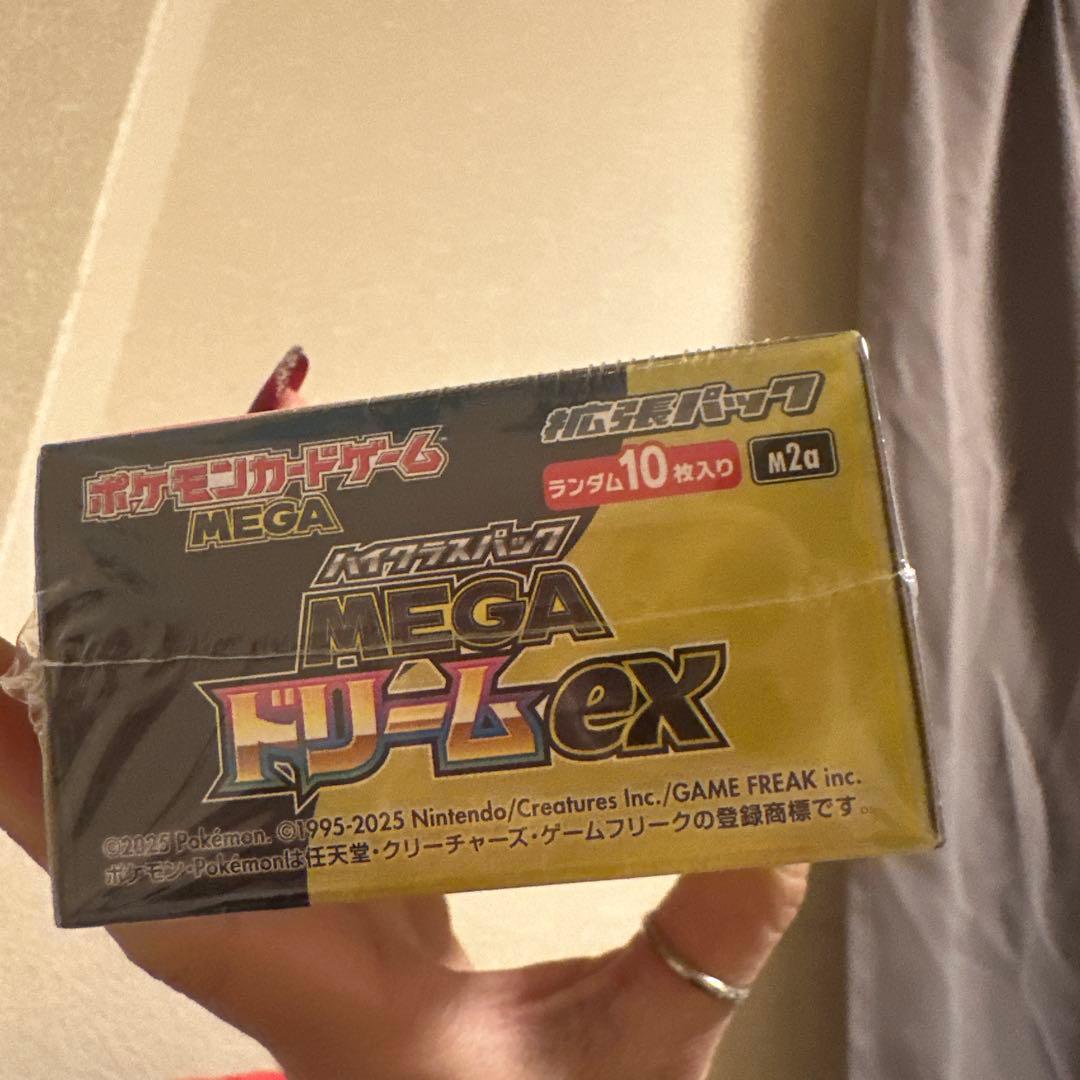 ポケモンカードゲーム
MEGA
拡張パック
ランダム10枚入り
M2a
ハイクラスパック
MEGA
ドリームex
©2025 Pokémon. ©1995-2025 Nintendo/Creatures Inc./GAME FREAK inc.
ポケモン・Pokémonは任天堂・クリーチャーズ・ゲームフリークの登録商標です。